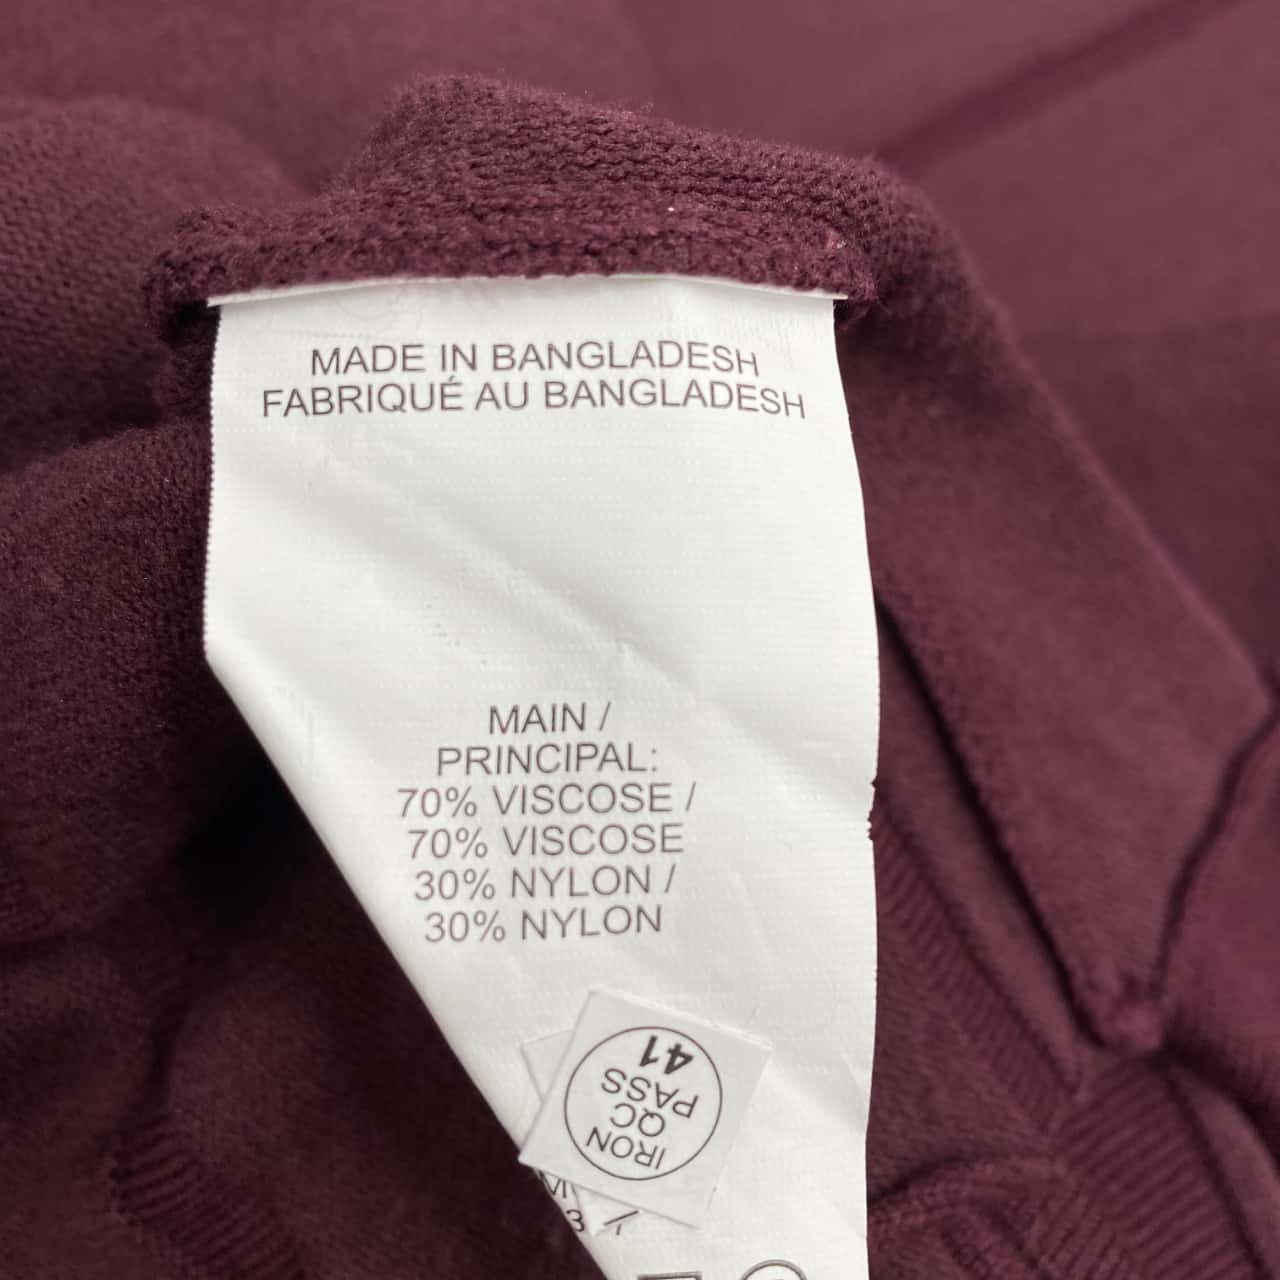 MADE IN BANGLADESH
FABRIQUÉ AU BANGLADESH
MAIN /
PRINCIPAL:
70% VISCOSE /
70% VISCOSE
30% NYLON /
30% NYLON
IRON
QC
PASS
41